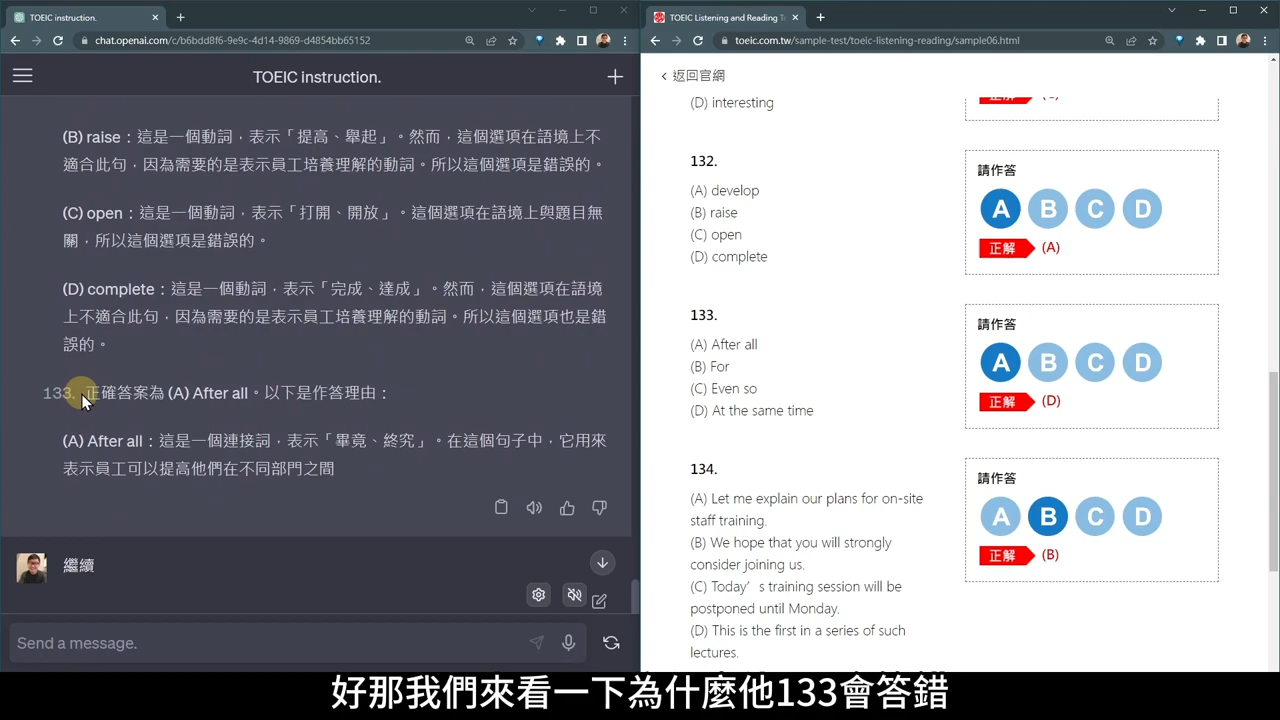 TOEIC instruction.
chat.openai.com/c/b6bdd8f6-9e9c-4d14-9869-d4854bb65152
TOEIC instruction.
(B) raise：這是一個動詞，表示「提高、舉起」。然而，這個選項在語境上不
適合此句，因為需要的是表示員工培養理解的動詞。所以這個選項是錯誤的。
(C) open：這是一個動詞，表示「打開、開放」。這個選項在語境上與題目無
關，所以這個選項是錯誤的。
(D) complete：這是一個動詞，表示「完成、達成」。然而，這個選項在語境
上不適合此句，因為需要的是表示員工培養理解的動詞。所以這個選項也是錯
誤的。
133. 正確答案為 (A) After all。以下是作答理由：
(A) After all：這是一個連接詞，表示「畢竟、終究」。在這個句子中，它用來
表示員工可以提高他們在不同部門之間
繼續
Send a message.
TOEIC Listening and Reading T
toeic.com.tw/sample-test/toeic-listening-reading/sample06.html
返回官網
(D) interesting
132.
(A) develop
(B) raise
(C) open
(D) complete
請作答
A B C D
正解 (A)
133.
(A) After all
(B) For
(C) Even so
(D) At the same time
請作答
A B C D
正解 (D)
134.
(A) Let me explain our plans for on-site
staff training.
(B) We hope that you will strongly
consider joining us.
(C) Today’s training session will be
postponed until Monday.
(D) This is the first in a series of such
lectures.
請作答
A B C D
正解 (B)
好那我們來看一下為什麼他133會答錯